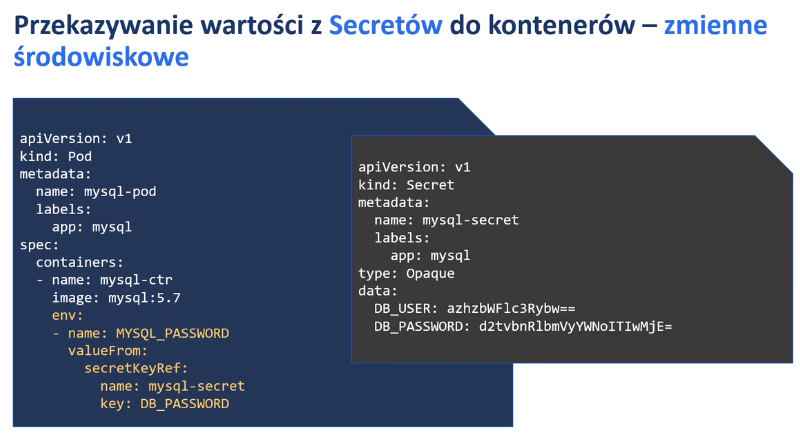 Przekazywanie wartości z Secretów do kontenerów – zmienne
środowiskowe
apiVersion: v1
kind: Pod
metadata:
  name: mysql-pod
  labels:
    app: mysql
spec:
  containers:
  - name: mysql-ctr
    image: mysql:5.7
    env:
    - name: MYSQL_PASSWORD
      valueFrom:
        secretKeyRef:
          name: mysql-secret
          key: DB_PASSWORD
apiVersion: v1
kind: Secret
metadata:
  name: mysql-secret
  labels:
    app: mysql
type: Opaque
data:
  DB_USER: azhzbWFlc3Rybw==
  DB_PASSWORD: d2tvbnRlbmVyYWNoITIwMjE=